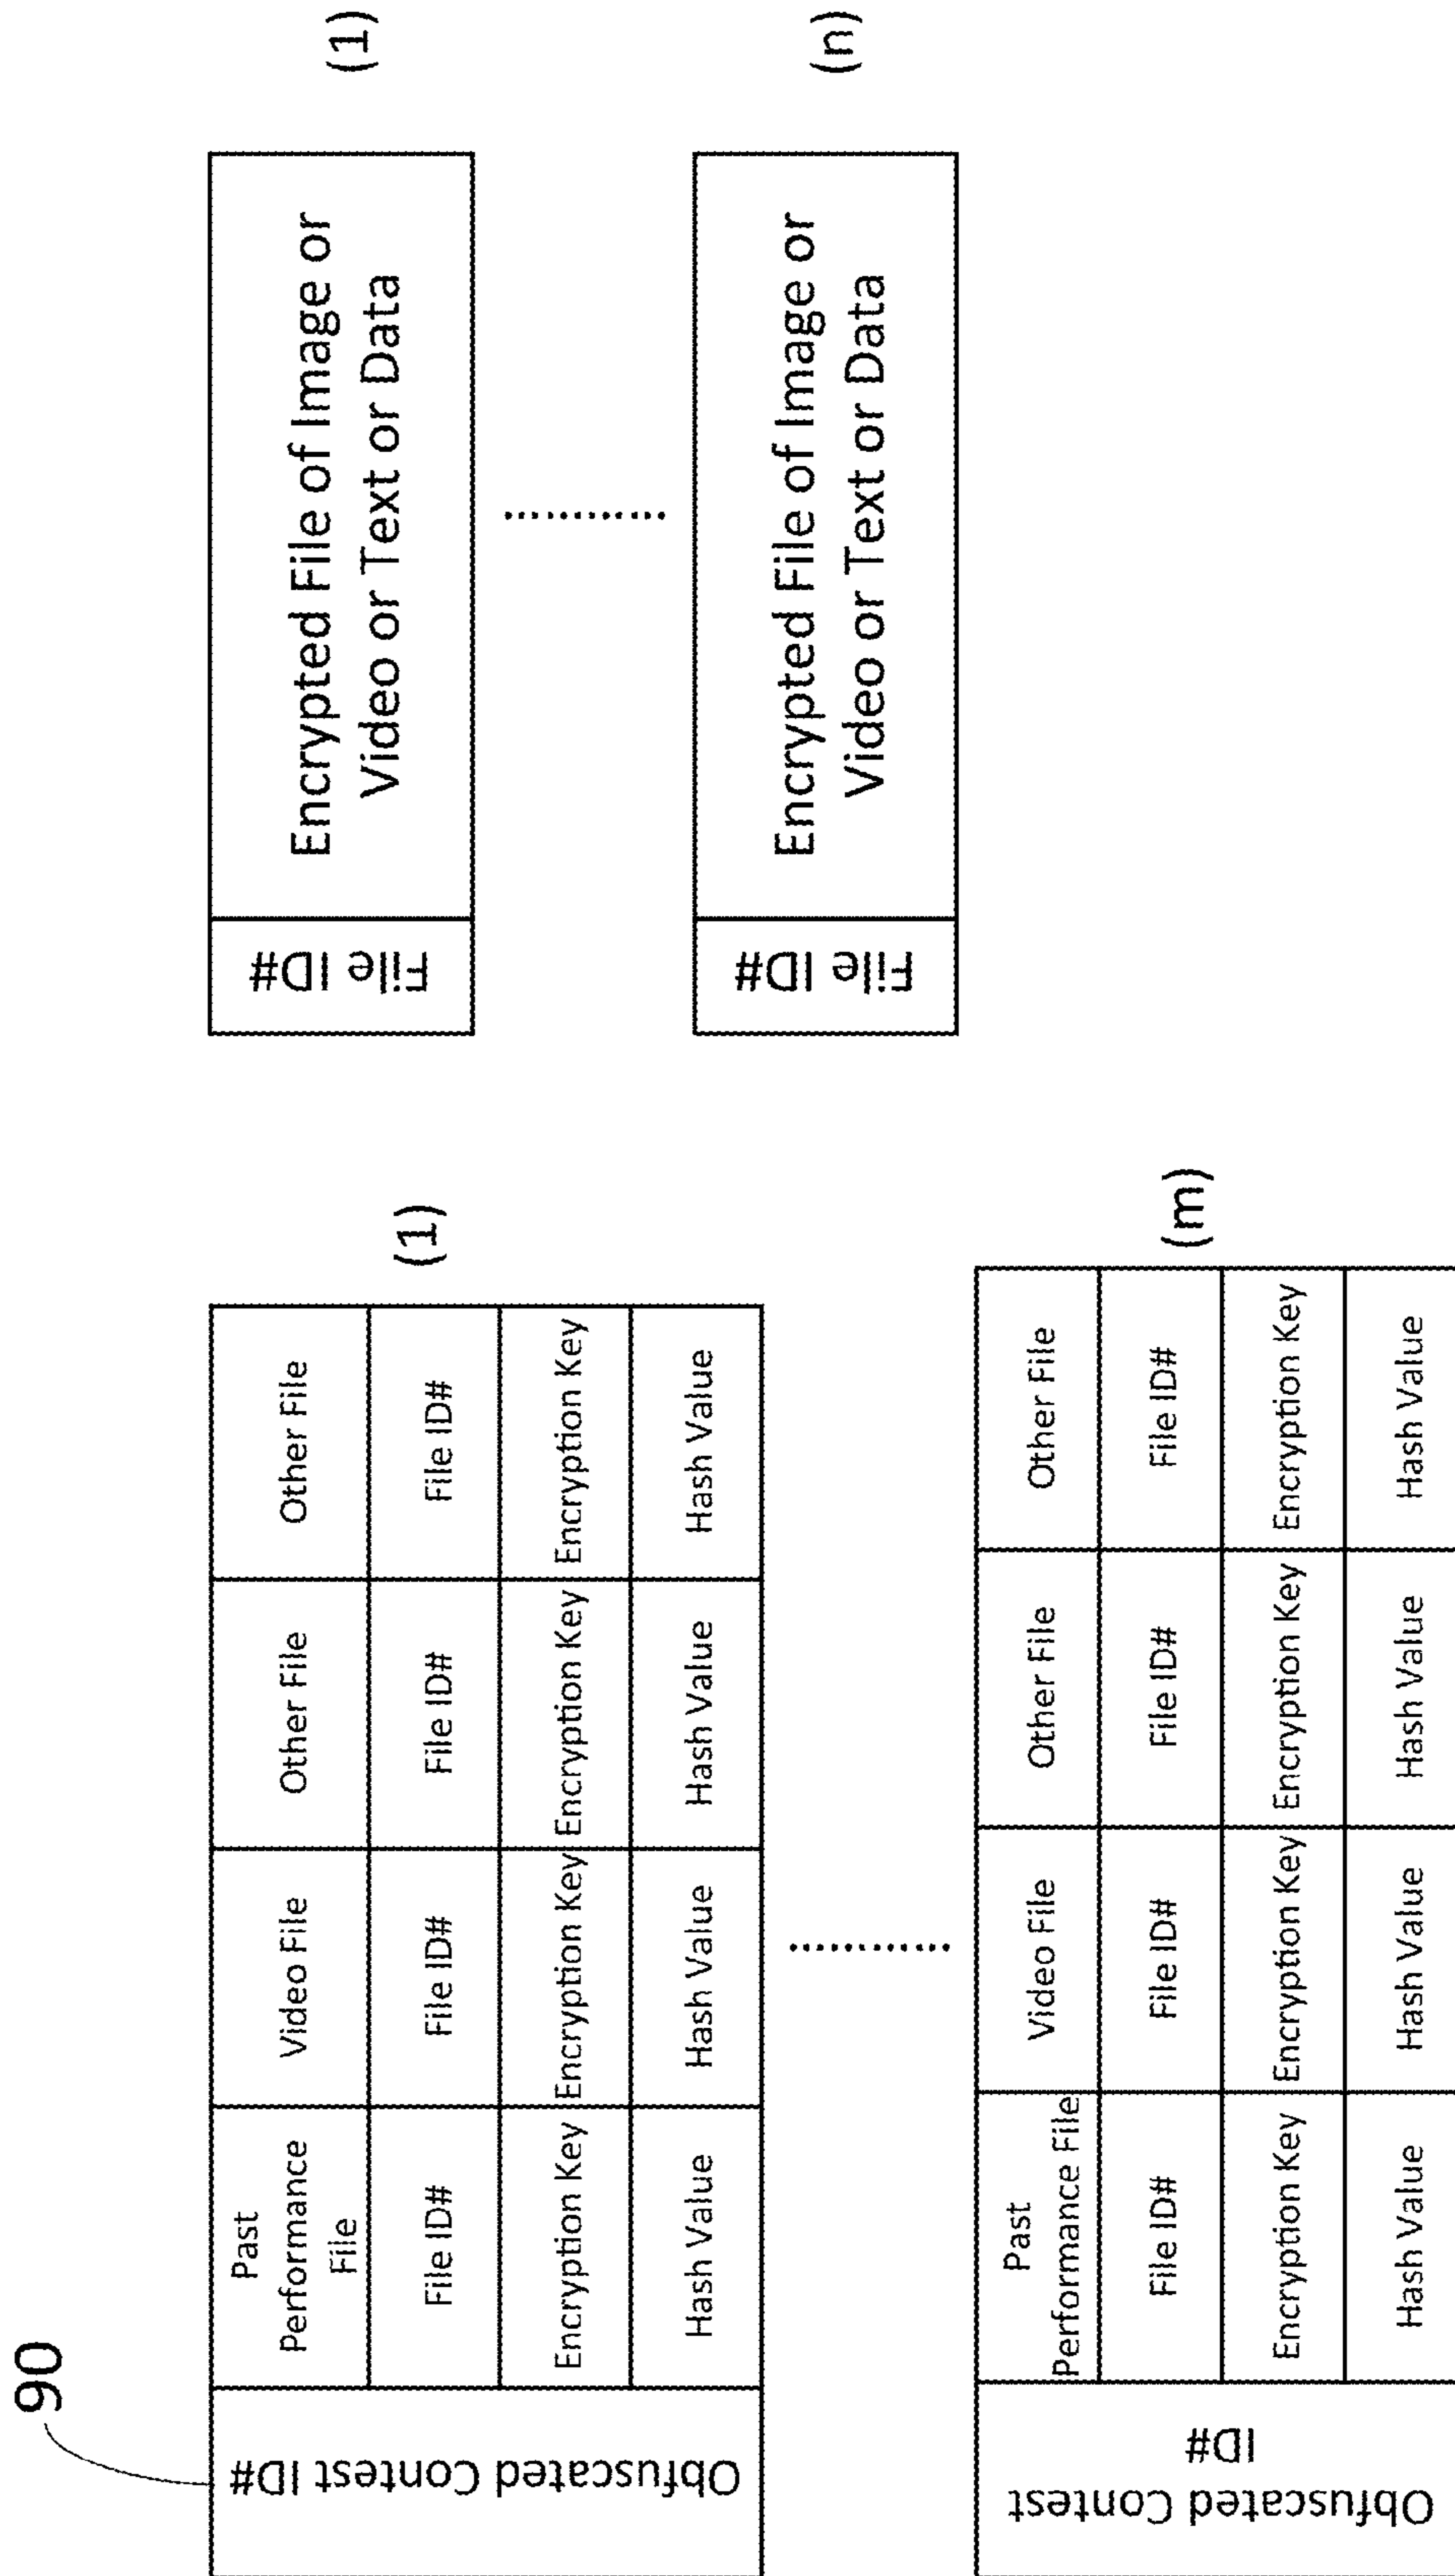 90
Obfuscated Contest ID#
Past
Performance
File
Video File
Other File
Other File
File ID#
File ID#
File ID#
File ID#
Encryption Key
Encryption Key
Encryption Key
Encryption Key
Hash Value
Hash Value
Hash Value
Hash Value
(1)
............
Obfuscated Contest
ID#
Past
Performance File
Video File
Other File
Other File
File ID#
File ID#
File ID#
File ID#
Encryption Key
Encryption Key
Encryption Key
Encryption Key
Hash Value
Hash Value
Hash Value
Hash Value
(m)
File ID#
Encrypted File of Image or
Video or Text or Data
(1)
............
File ID#
Encrypted File of Image or
Video or Text or Data
(n)